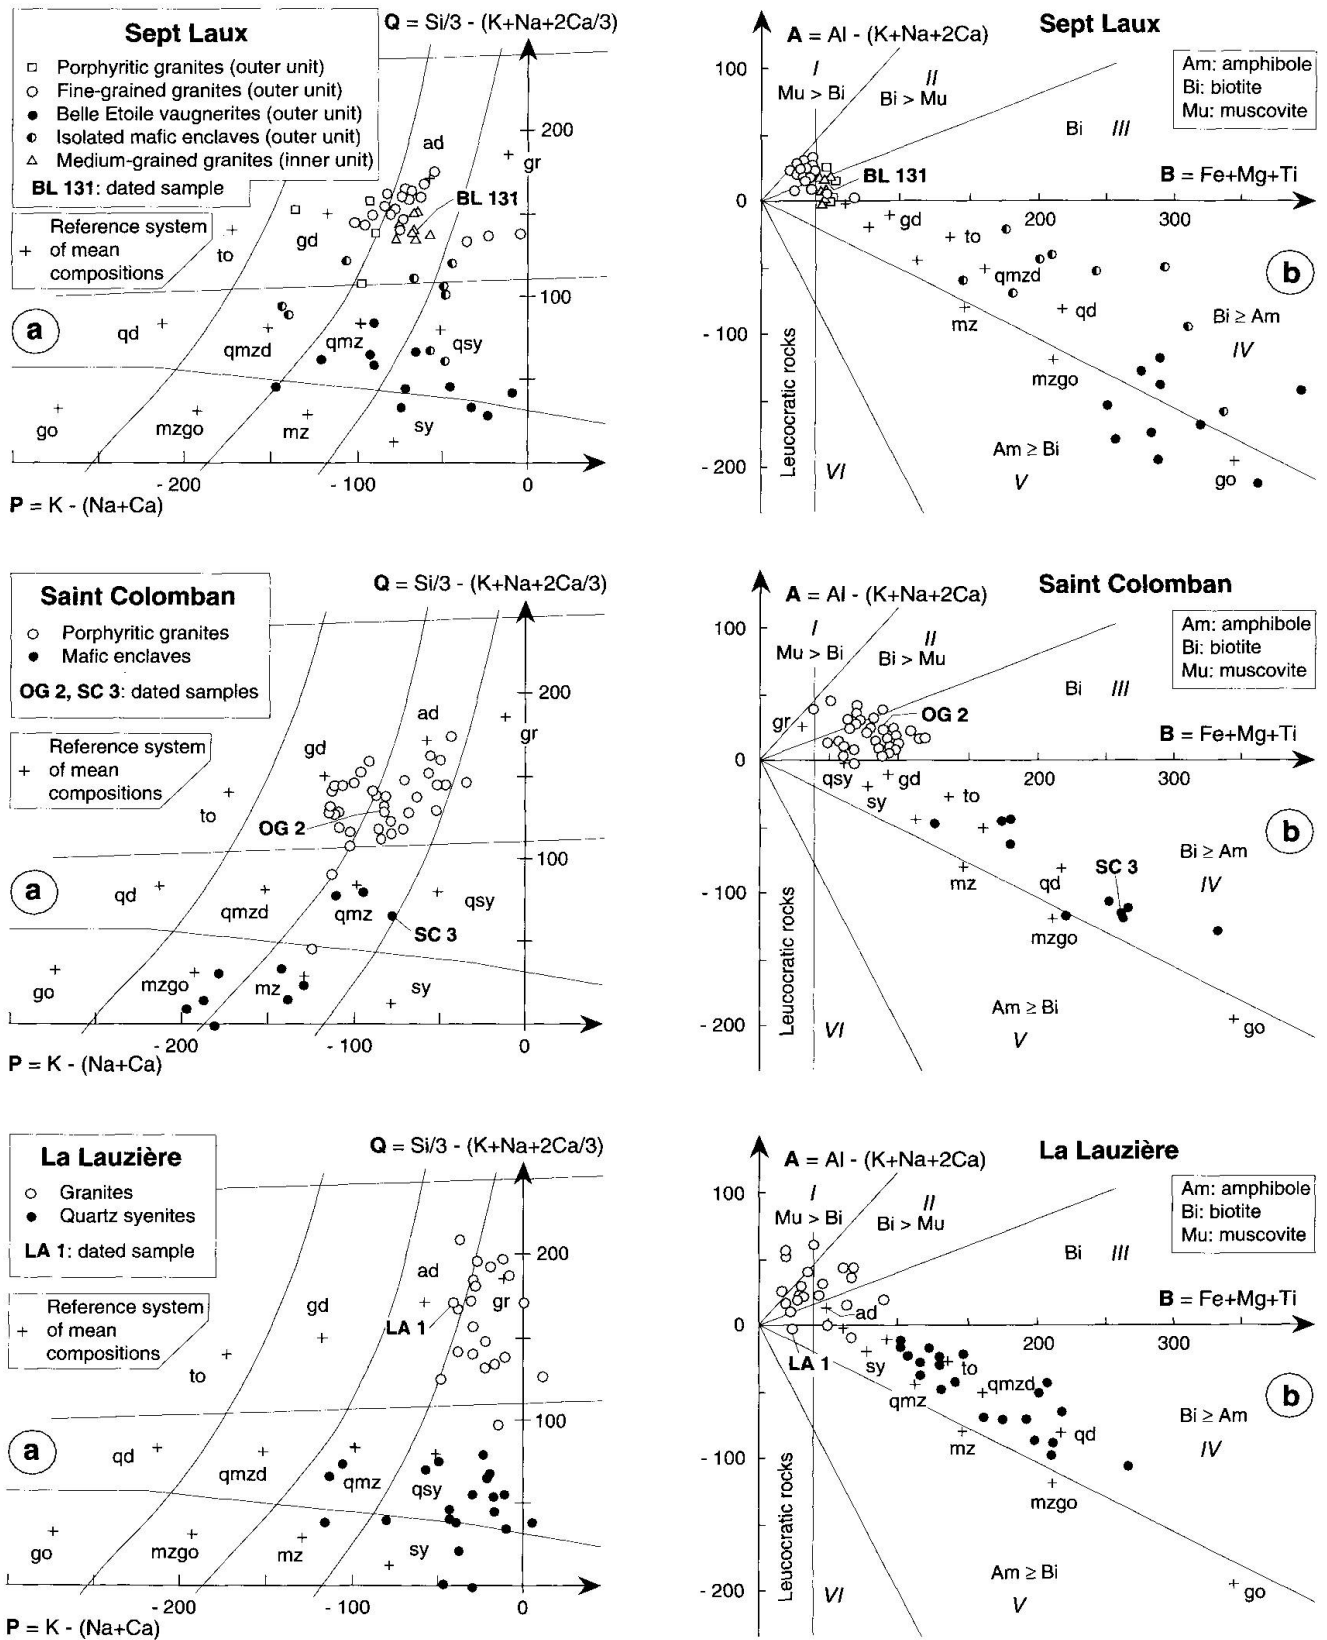 Sept Laux
Porphyritic granites (outer unit)
Fine-grained granites (outer unit)
Belle Etoile vaugnerites (outer unit)
Isolated mafic enclaves (outer unit)
Medium-grained granites (inner unit)
BL 131: dated sample
+ Reference system
of mean
compositions
Q = Si/3 - (K+Na+2Ca/3)
200
ad
gr
BL 131
gd
to
100
a
qd
qmzd
qmz
qsy
go
mzgo
mz
sy
- 200
- 100
0
P = K - (Na+Ca)
Sept Laux
A = Al - (K+Na+2Ca)
100
I
II
Mu > Bi
Bi > Mu
Am: amphibole
Bi: biotite
Mu: muscovite
Bi III
BL 131
B = Fe+Mg+Ti
0
200
300
gd
to
qmzd
b
mz
qd
Bi ≥ Am
IV
- 100
mzgo
Leucocratic rocks
Am ≥ Bi
V
VI
- 200
go
Saint Colomban
Porphyritic granites
Mafic enclaves
OG 2, SC 3: dated samples
+ Reference system
of mean
compositions
Q = Si/3 - (K+Na+2Ca/3)
200
ad
gr
gd
to
OG 2
100
a
qd
qmzd
qmz
qsy
SC 3
go
mzgo
mz
sy
- 200
- 100
0
P = K - (Na+Ca)
Saint Colomban
A = Al - (K+Na+2Ca)
100
I
II
Mu > Bi
Bi > Mu
Am: amphibole
Bi: biotite
Mu: muscovite
Bi III
gr
OG 2
B = Fe+Mg+Ti
0
200
300
qsy
gd
sy
to
b
Bi ≥ Am
IV
SC 3
mz
qd
- 100
mzgo
Leucocratic rocks
Am ≥ Bi
V
VI
- 200
go
La Lauzière
Granites
Quartz syenites
LA 1: dated sample
+ Reference system
of mean
compositions
Q = Si/3 - (K+Na+2Ca/3)
200
ad
gr
gd
LA 1
to
100
a
qd
qmzd
qmz
qsy
go
mzgo
mz
sy
- 200
- 100
0
P = K - (Na+Ca)
La Lauzière
A = Al - (K+Na+2Ca)
100
I
II
Mu > Bi
Bi > Mu
Am: amphibole
Bi: biotite
Mu: muscovite
Bi III
ad
B = Fe+Mg+Ti
0
200
300
LA 1
sy
to
qmzd
qmz
b
Bi ≥ Am
IV
mz
qd
- 100
mzgo
Leucocratic rocks
Am ≥ Bi
V
VI
- 200
go